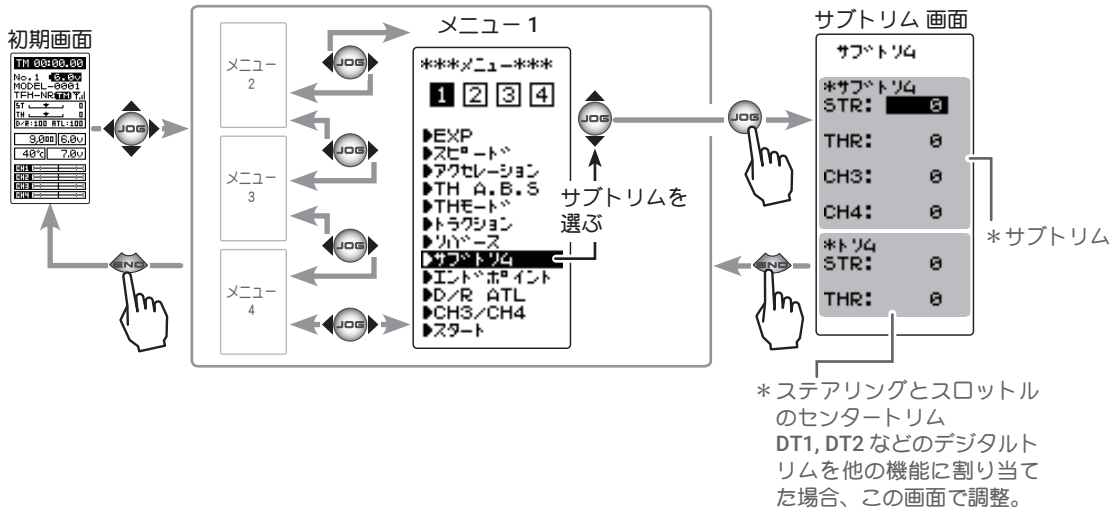 初期画面
TM 00:00.00
No.1 6.0v
MODEL-0001
TFH-NR TM
ST 0
TH 0
D/R:100 ATL:100
9,000 6.0v
40℃ 7.0v
CH1
CH2
CH3
CH4
JOG
END
メニュー
2
メニュー
3
メニュー
4
JOG
JOG
JOG
JOG
メニュー 1
***メニュー***
1 2 3 4
▶EXP
▶スピード
▶アクセレーション
▶TH A.B.S
▶THモード
▶トラクション
▶リバース
▶サブトリム
▶エンドポイント
▶D/R ATL
▶CH3/CH4
▶スタート
JOG
サブトリムを
選ぶ
JOG
END
サブトリム 画面
サブトリム
*サブトリム
STR: 0
THR: 0
CH3: 0
CH4: 0
*トリム
STR: 0
THR: 0
＊サブトリム
＊ステアリングとスロットル
のセンタートリム
DT1, DT2 などのデジタルト
リムを他の機能に割り当て
た場合、この画面で調整。